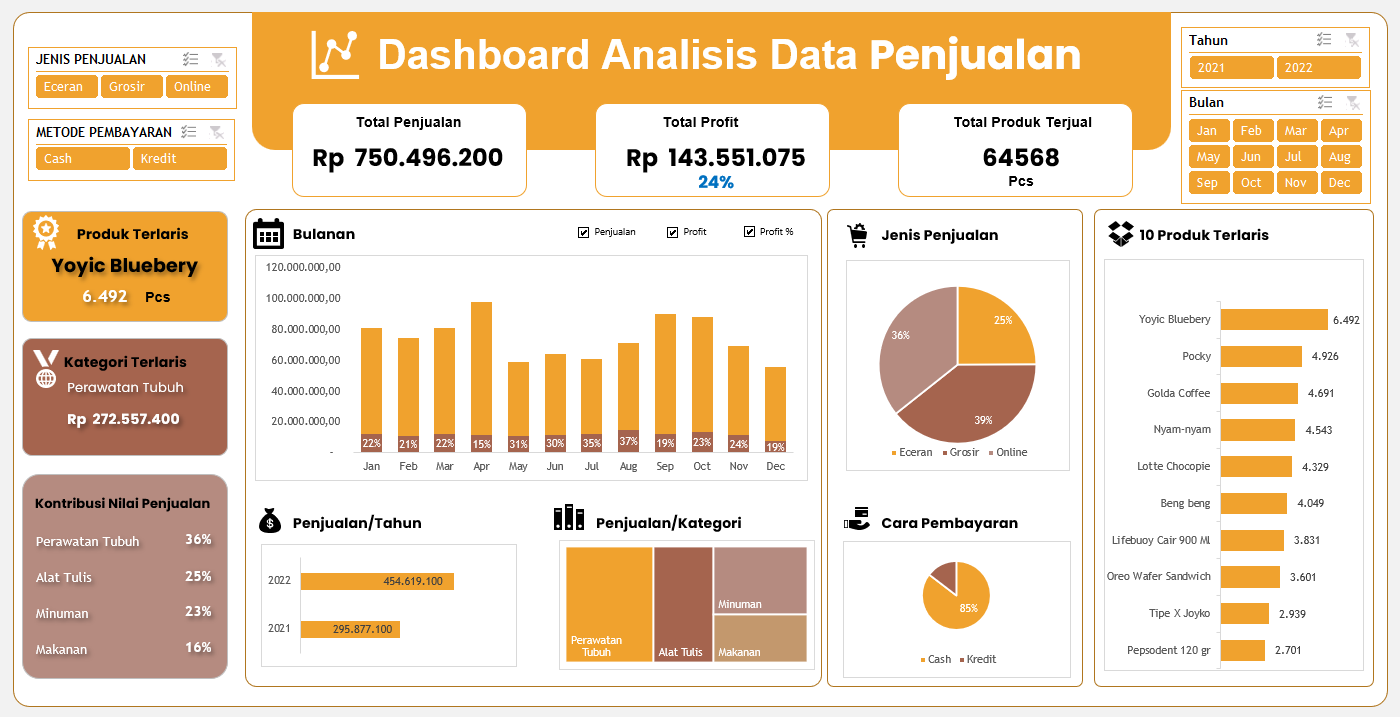 Dashboard Analisis Data Penjualan
JENIS PENJUALAN
Eceran Grosir Online
METODE PEMBAYARAN
Cash Kredit
Total Penjualan
Rp 750.496.200
Total Profit
Rp 143.551.075
24%
Total Produk Terjual
64568
Pcs
Tahun
2021 2022
Bulan
Jan Feb Mar Apr
May Jun Jul Aug
Sep Oct Nov Dec
Produk Terlaris
Yoyic Bluebery
6.492 Pcs
Kategori Terlaris
Perawatan Tubuh
Rp 272.557.400
Kontribusi Nilai Penjualan
Perawatan Tubuh 36%
Alat Tulis 25%
Minuman 23%
Makanan 16%
Bulanan
Penjualan Profit Profit %
120.000.000,00
100.000.000,00
80.000.000,00
60.000.000,00
40.000.000,00
20.000.000,00
-
22% 21% 22% 15% 31% 30% 35% 37% 19% 23% 24% 19%
Jan Feb Mar Apr May Jun Jul Aug Sep Oct Nov Dec
Penjualan/Tahun
2022 454.619.100
2021 295.877.100
Penjualan/Kategori
Perawatan
Tubuh
Alat Tulis
Minuman
Makanan
Jenis Penjualan
25%
36%
39%
Eceran Grosir Online
Cara Pembayaran
85%
Cash Kredit
10 Produk Terlaris
Yoyic Bluebery 6.492
Pocky 4.926
Golda Coffee 4.691
Nyam-nyam 4.543
Lotte Chocopie 4.329
Beng beng 4.049
Lifebuoy Cair 900 Ml 3.831
Oreo Wafer Sandwich 3.601
Tipe X Joyko 2.939
Pepsodent 120 gr 2.701